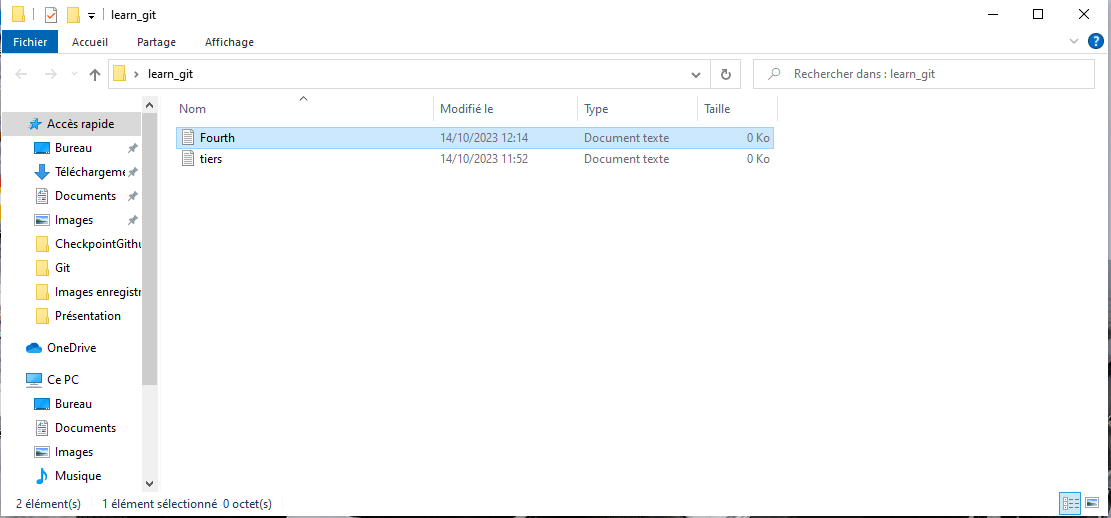 learn_git
Fichier Accueil Partage Affichage
learn_git Rechercher dans : learn_git
Nom Modifié le Type Taille
Accès rapide
Fourth 14/10/2023 12:14 Document texte 0 Ko
Bureau
tiers 14/10/2023 11:52 Document texte 0 Ko
Téléchargeme
Documents
Images
CheckpointGithu
Git
Images enregistr
Présentation
OneDrive
Ce PC
Bureau
Documents
Images
Musique
2 élément(s) 1 élément sélectionné 0 octet(s)